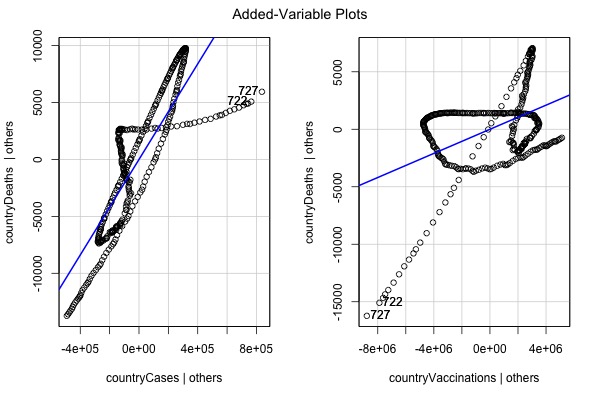 Added-Variable Plots
countryDeaths | others
10000
5000
0
-5000
-10000
727
722
-4e+05 0e+00 4e+05 8e+05
countryCases | others
countryDeaths | others
5000
0
-5000
-10000
-15000
722
727
-8e+06 -4e+06 0e+00 4e+06
countryVaccinations | others